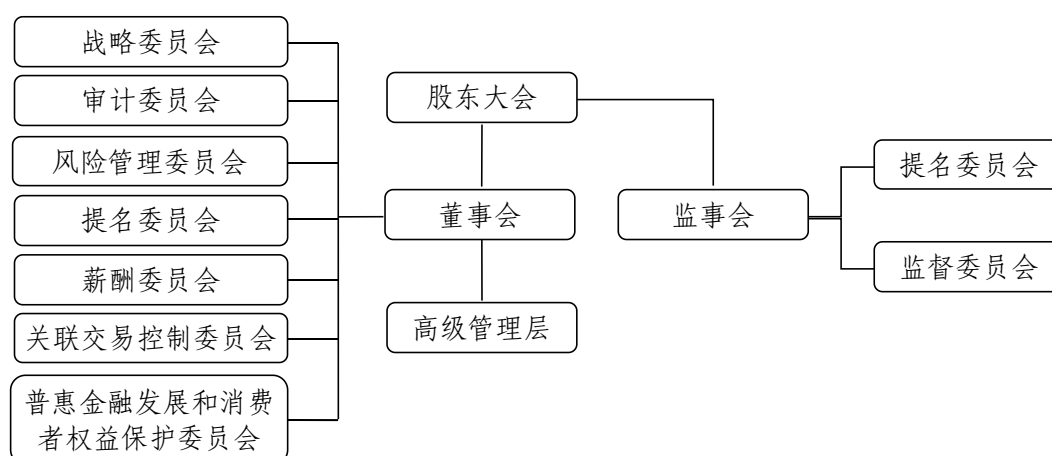 战略委员会
审计委员会
风险管理委员会
提名委员会
薪酬委员会
关联交易控制委员会
普惠金融发展和消费
者权益保护委员会
股东大会
董事会
高级管理层
监事会
提名委员会
监督委员会